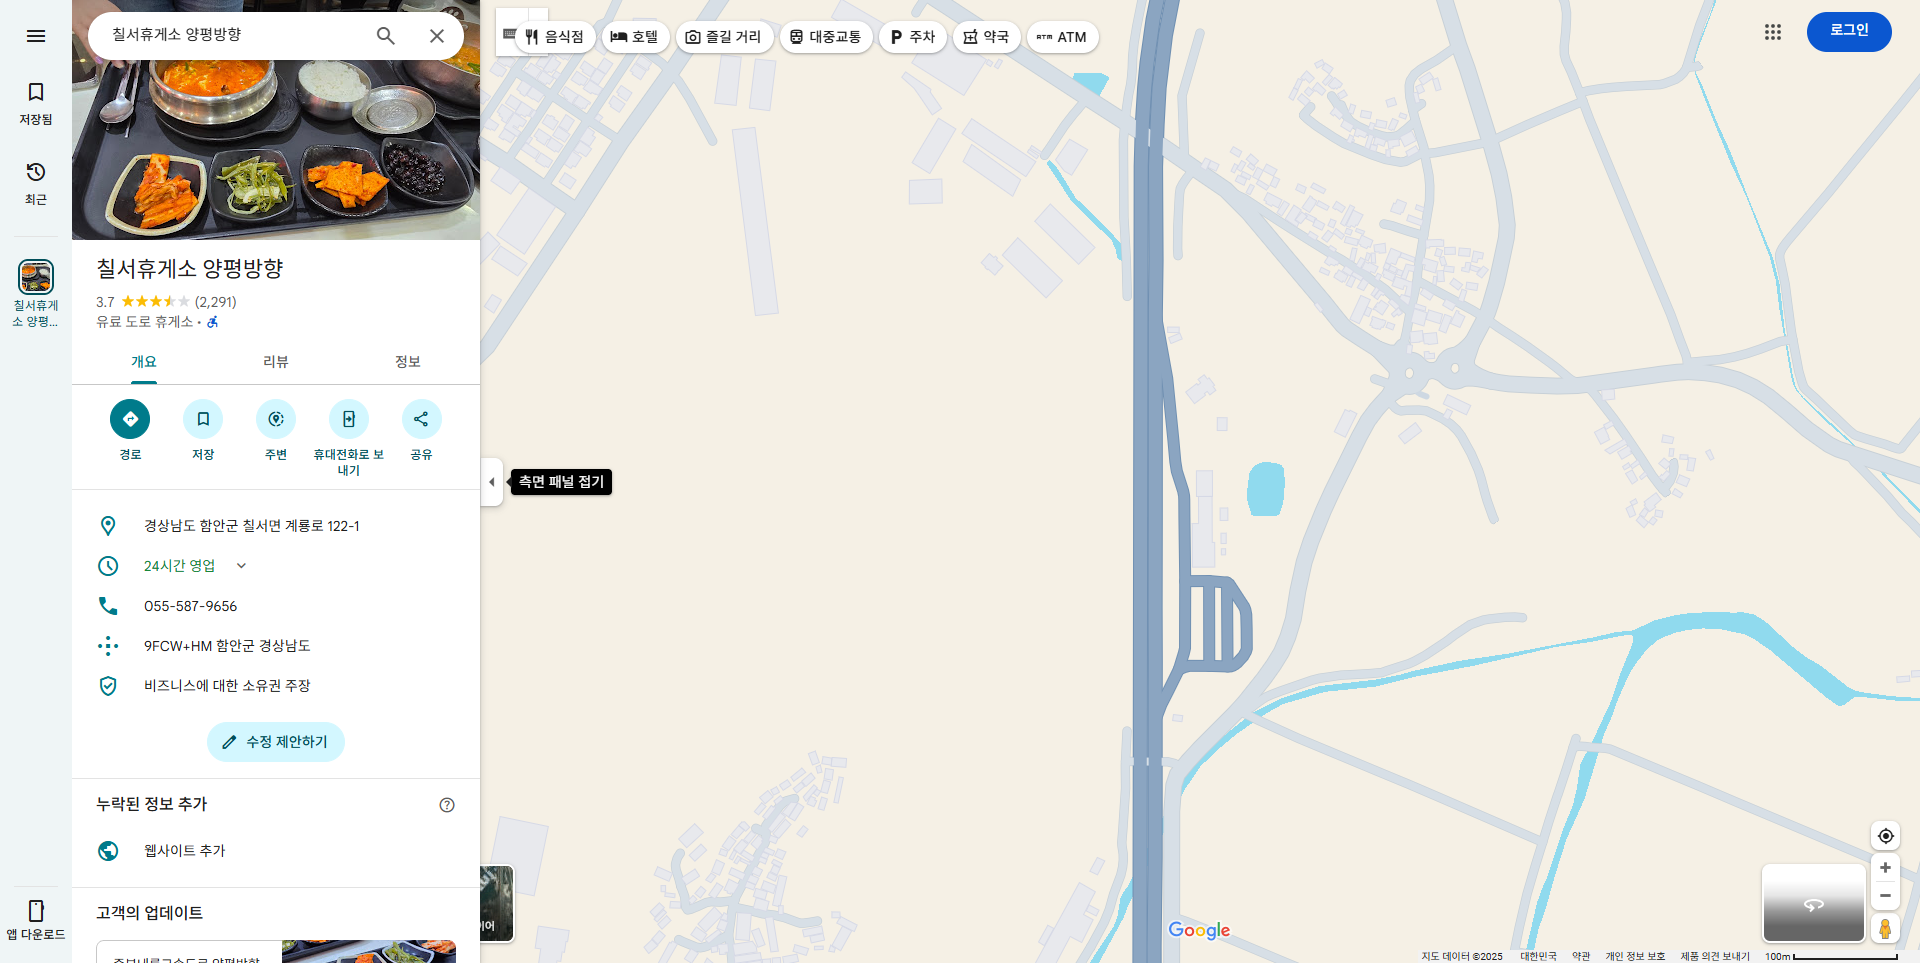 칠서휴게소 양평방향
음식점
호텔
즐길 거리
대중교통
주차
약국
ATM
로그인
저장됨
최근
칠서휴게
소 양평...
앱 다운로드
칠서휴게소 양평방향
3.7 (2,291)
유료 도로 휴게소 ·
개요
리뷰
정보
경로
저장
주변
휴대전화로 보
내기
공유
측면 패널 접기
경상남도 함안군 칠서면 계룡로 122-1
24시간 영업
055-587-9656
9FCW+HM 함안군 경상남도
비즈니스에 대한 소유권 주장
수정 제안하기
누락된 정보 추가
웹사이트 추가
고객의 업데이트
이어
Google
지도 데이터 ©2025
대한민국
약관
개인 정보 보호
제품 의견 보내기
100m